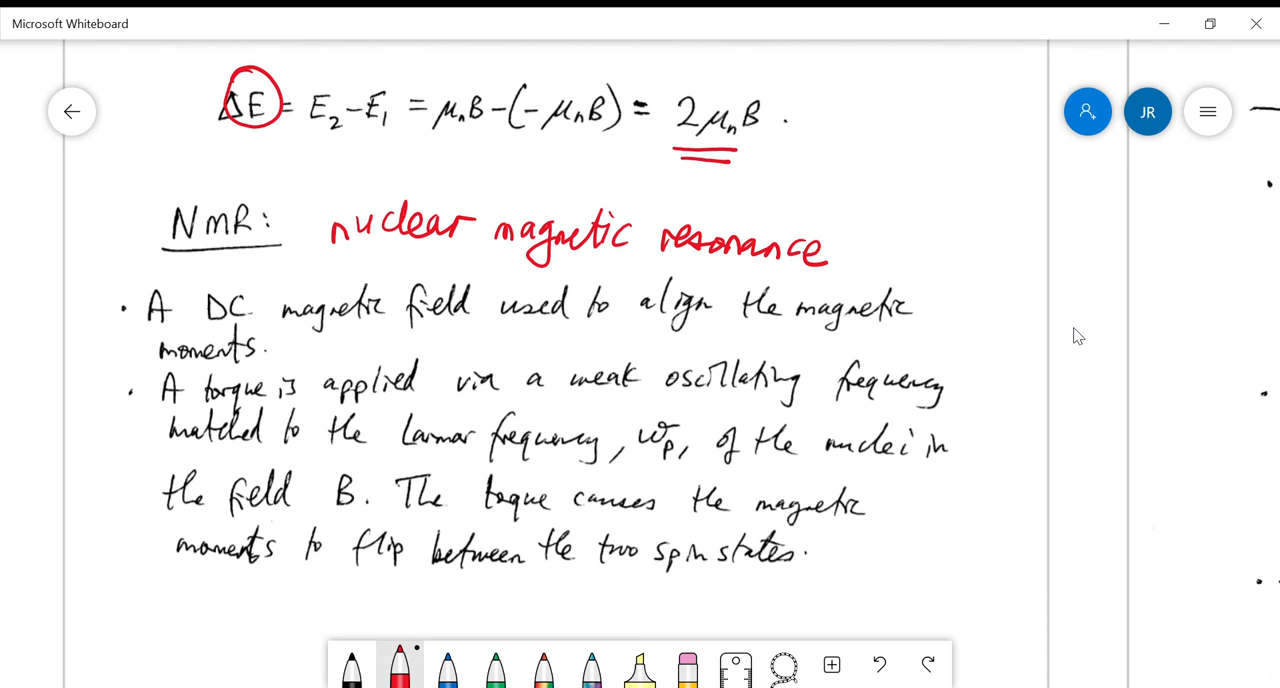 Microsoft Whiteboard
ΔE = E₂ - E₁ = μₙB - (- μₙB) = 2μₙB .
JR
NMR: nuclear magnetic resonance
· A DC magnetic field used to align the magnetic
moments.
· A torque is applied via a weak oscillating frequency
matched to the Larmar frequency, ωₚ, of the nuclei in
the field B. The toque causes the magnetic
moments to flip between the two spin states.